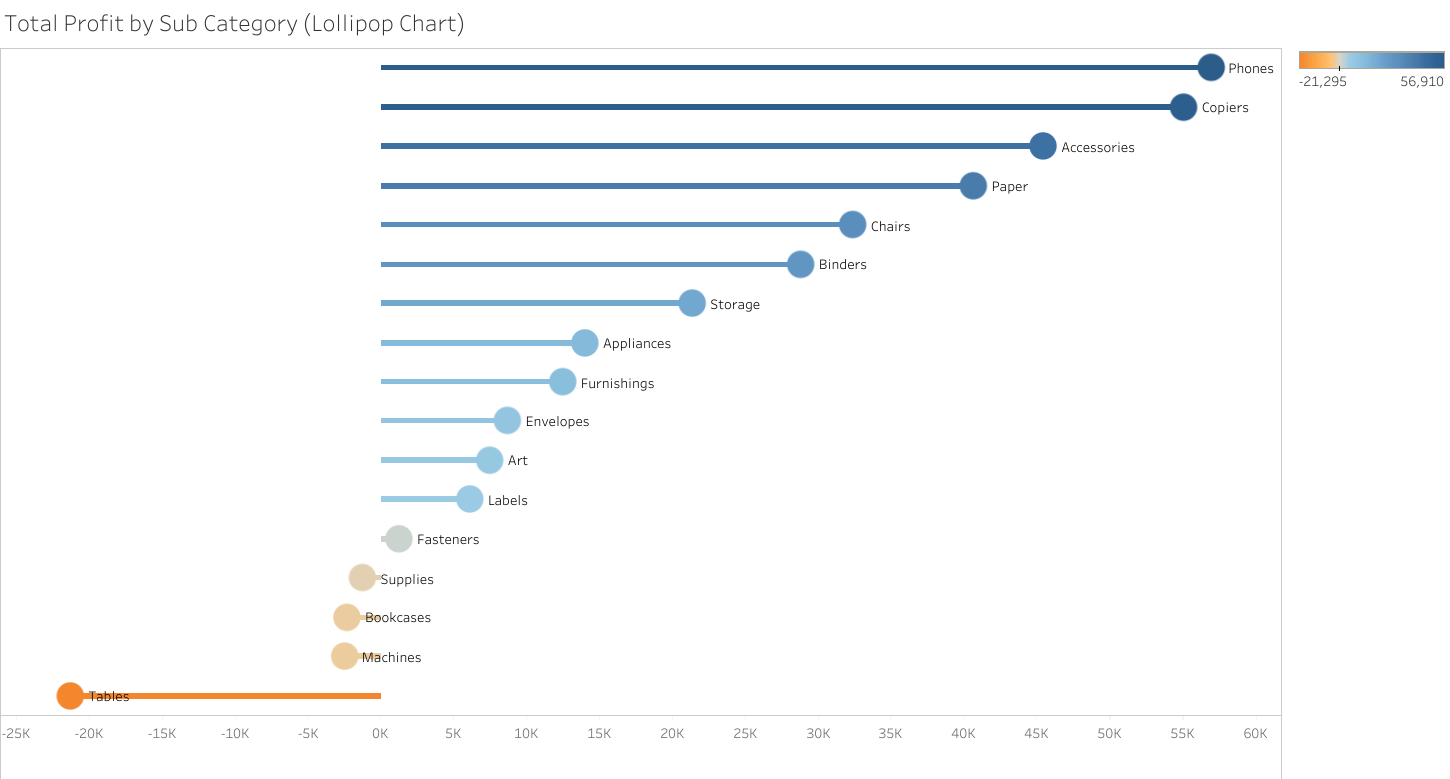 Total Profit by Sub Category (Lollipop Chart)
-21,295 56,910
Phones
Copiers
Accessories
Paper
Chairs
Binders
Storage
Appliances
Furnishings
Envelopes
Art
Labels
Fasteners
Supplies
Bookcases
Machines
Tables
-25K -20K -15K -10K -5K 0K 5K 10K 15K 20K 25K 30K 35K 40K 45K 50K 55K 60K